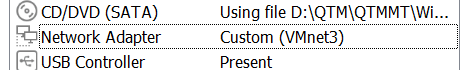 CD/DVD (SATA) Using file D:\QTM\QTMMT\Wi...
Network Adapter Custom (VMnet3)
USB Controller Present